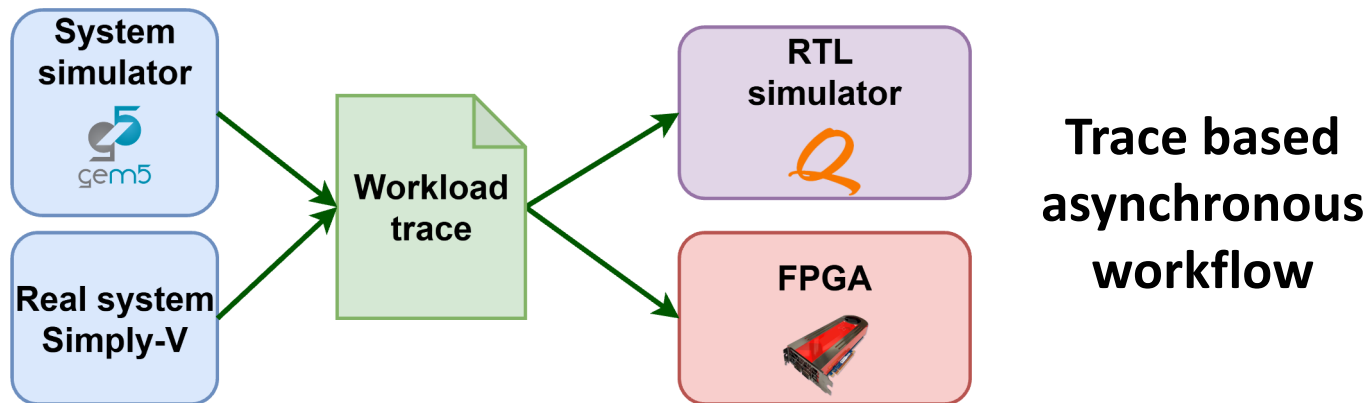 System
simulator
gem5
Real system
Simply-V
Workload
trace
RTL
simulator
Q
FPGA
Trace based
asynchronous
workflow